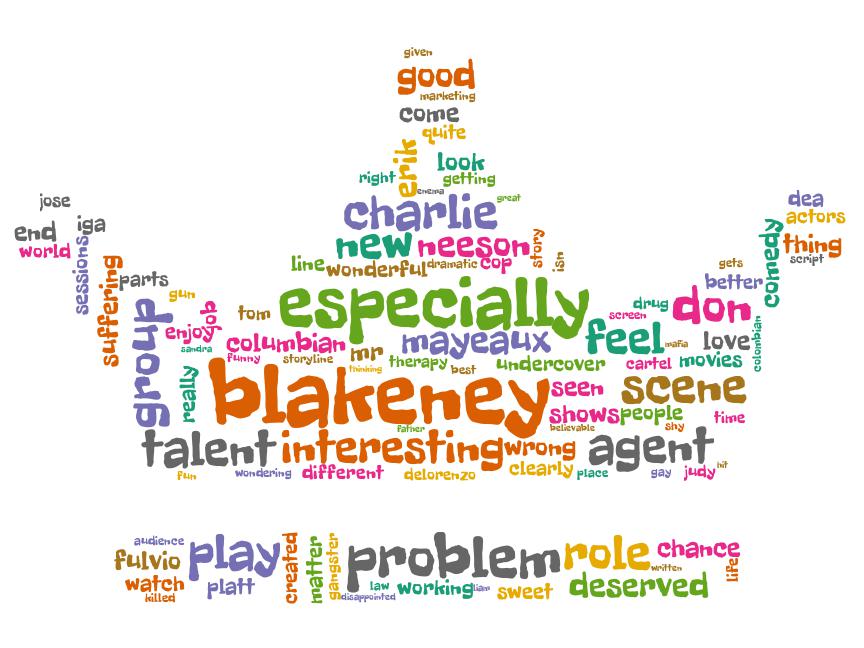 given
good
marketing
come
quite
erik
look
right
getting
enema
great
charlie
jose
dea
actors
end
iga
world
sessions
new
neeson
story
comedy
thing
script
line
wonderful
dramatic
cop
isn
gets
suffering
parts
gun
especially
drug
don
better
group
enjoy
job
tom
screen
feel
mafia
love
colombian
sandra
columbian
mr
mayeaux
funny
storyline
therapy
best
undercover
cartel
movies
really
thinking
blakeney
seen
scene
shows
people
time
father
believable
shy
talent
interesting
wrong
agent
fun
wondering
different
delorenzo
clearly
place
gay
judy
hit
audience
play
created
matter
gangster
problem
role
chance
fulvio
written
life
watch
platt
law
working
liam
sweet
deserved
killed
disappointed